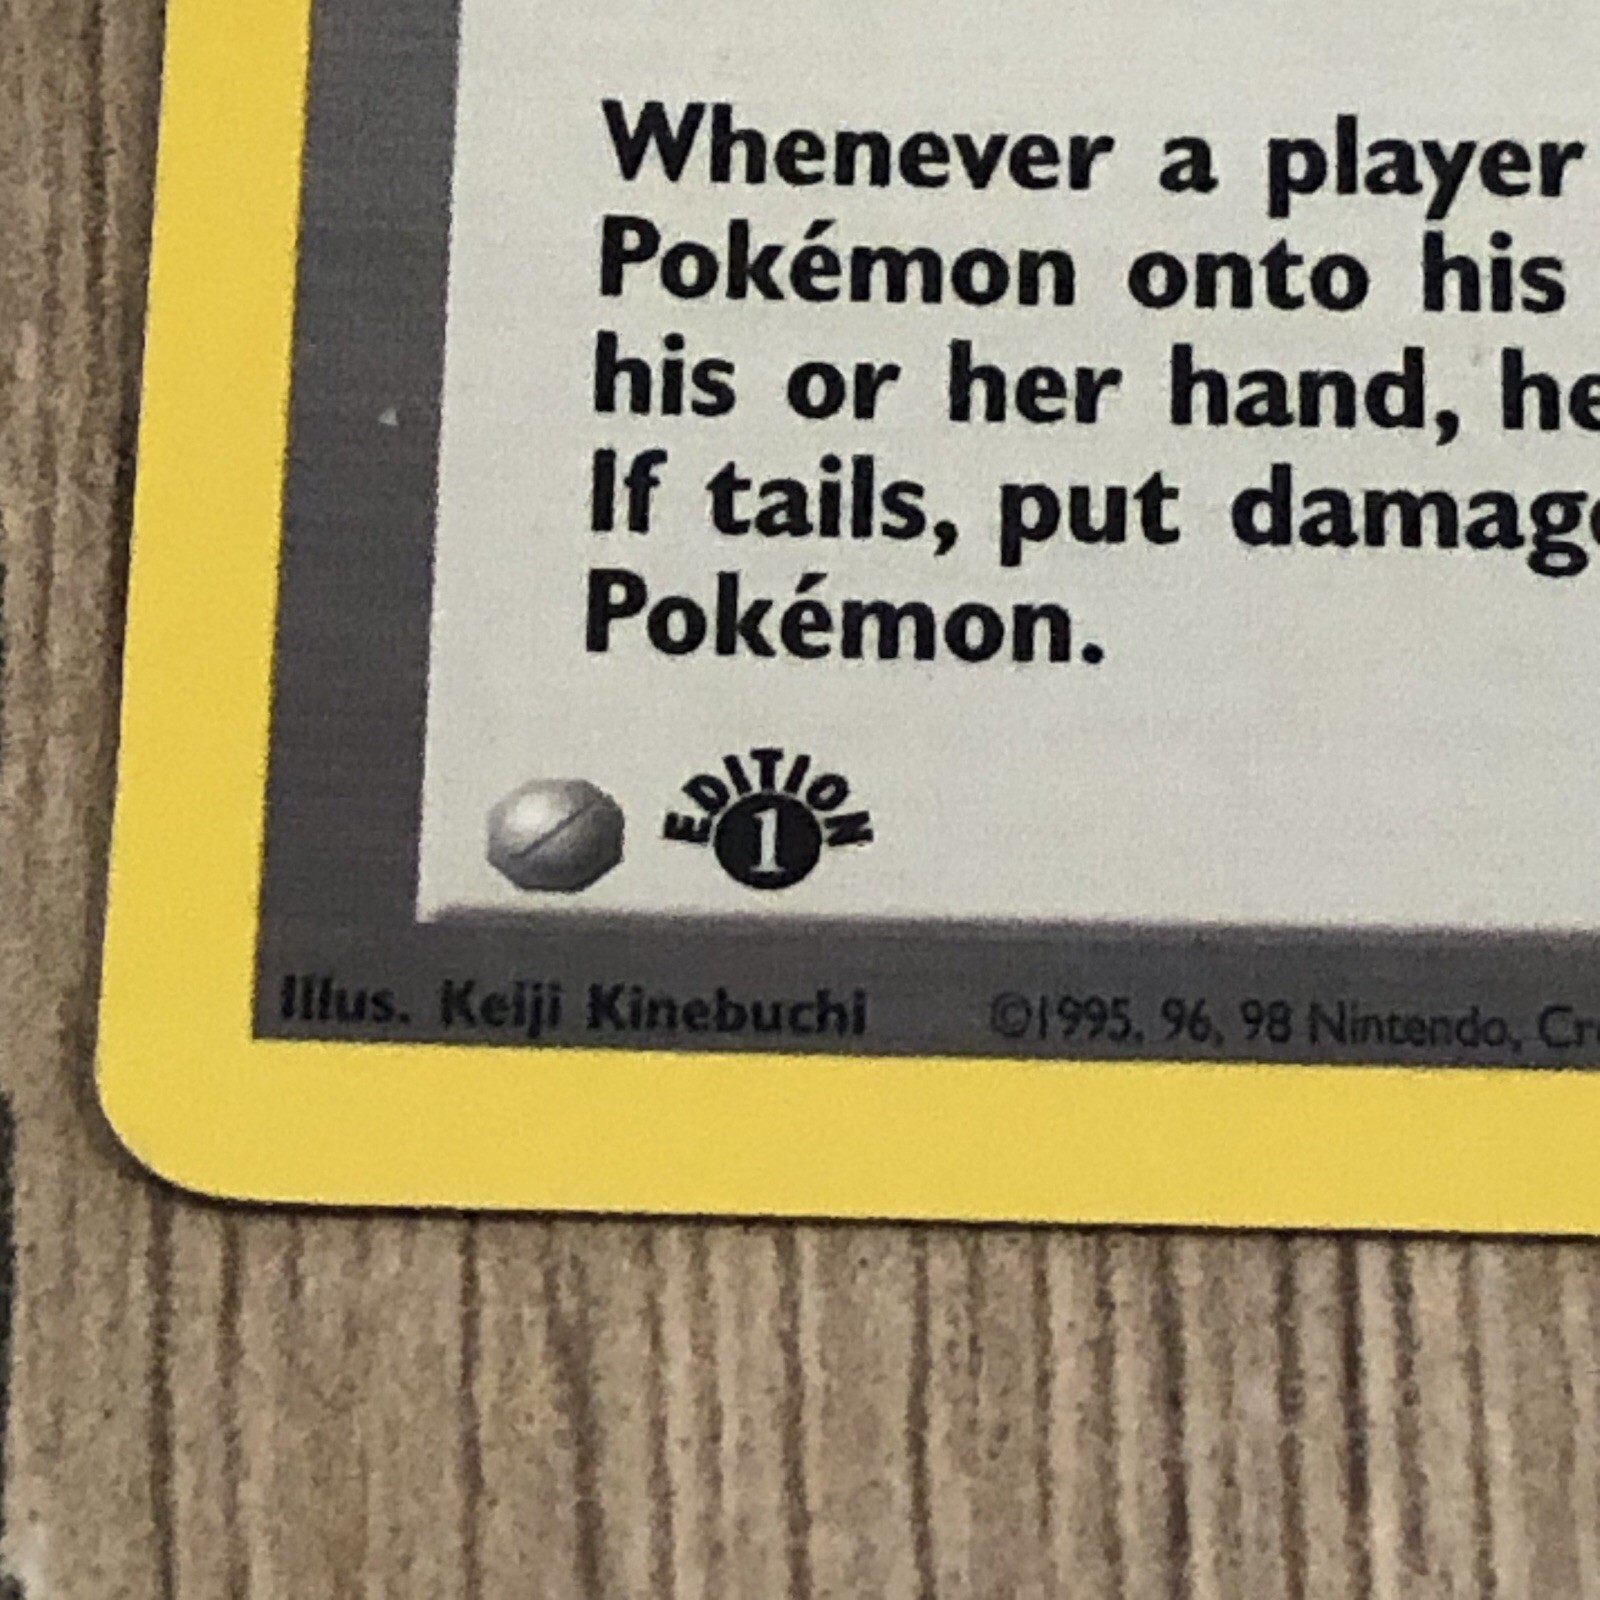 Whenever a player
Pokémon onto his
his or her hand, he
If tails, put damage
Pokémon.
EDITION
1
Illus. Keiji Kinebuchi ©1995, 96, 98 Nintendo, Cr